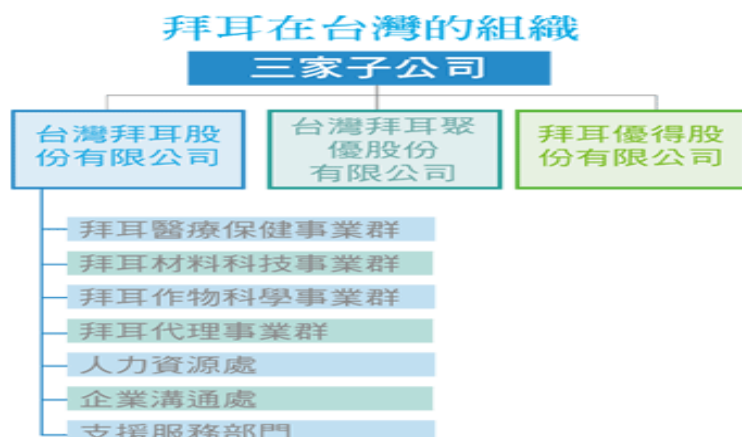 拜耳在台灣的組織
三家子公司
台灣拜耳股
份有限公司
台灣拜耳聚
優股份
有限公司
拜耳優得股
份有限公司
拜耳醫療保健事業群
拜耳材料科技事業群
拜耳作物科學事業群
拜耳代理事業群
人力資源處
企業溝通處
支援服務部門